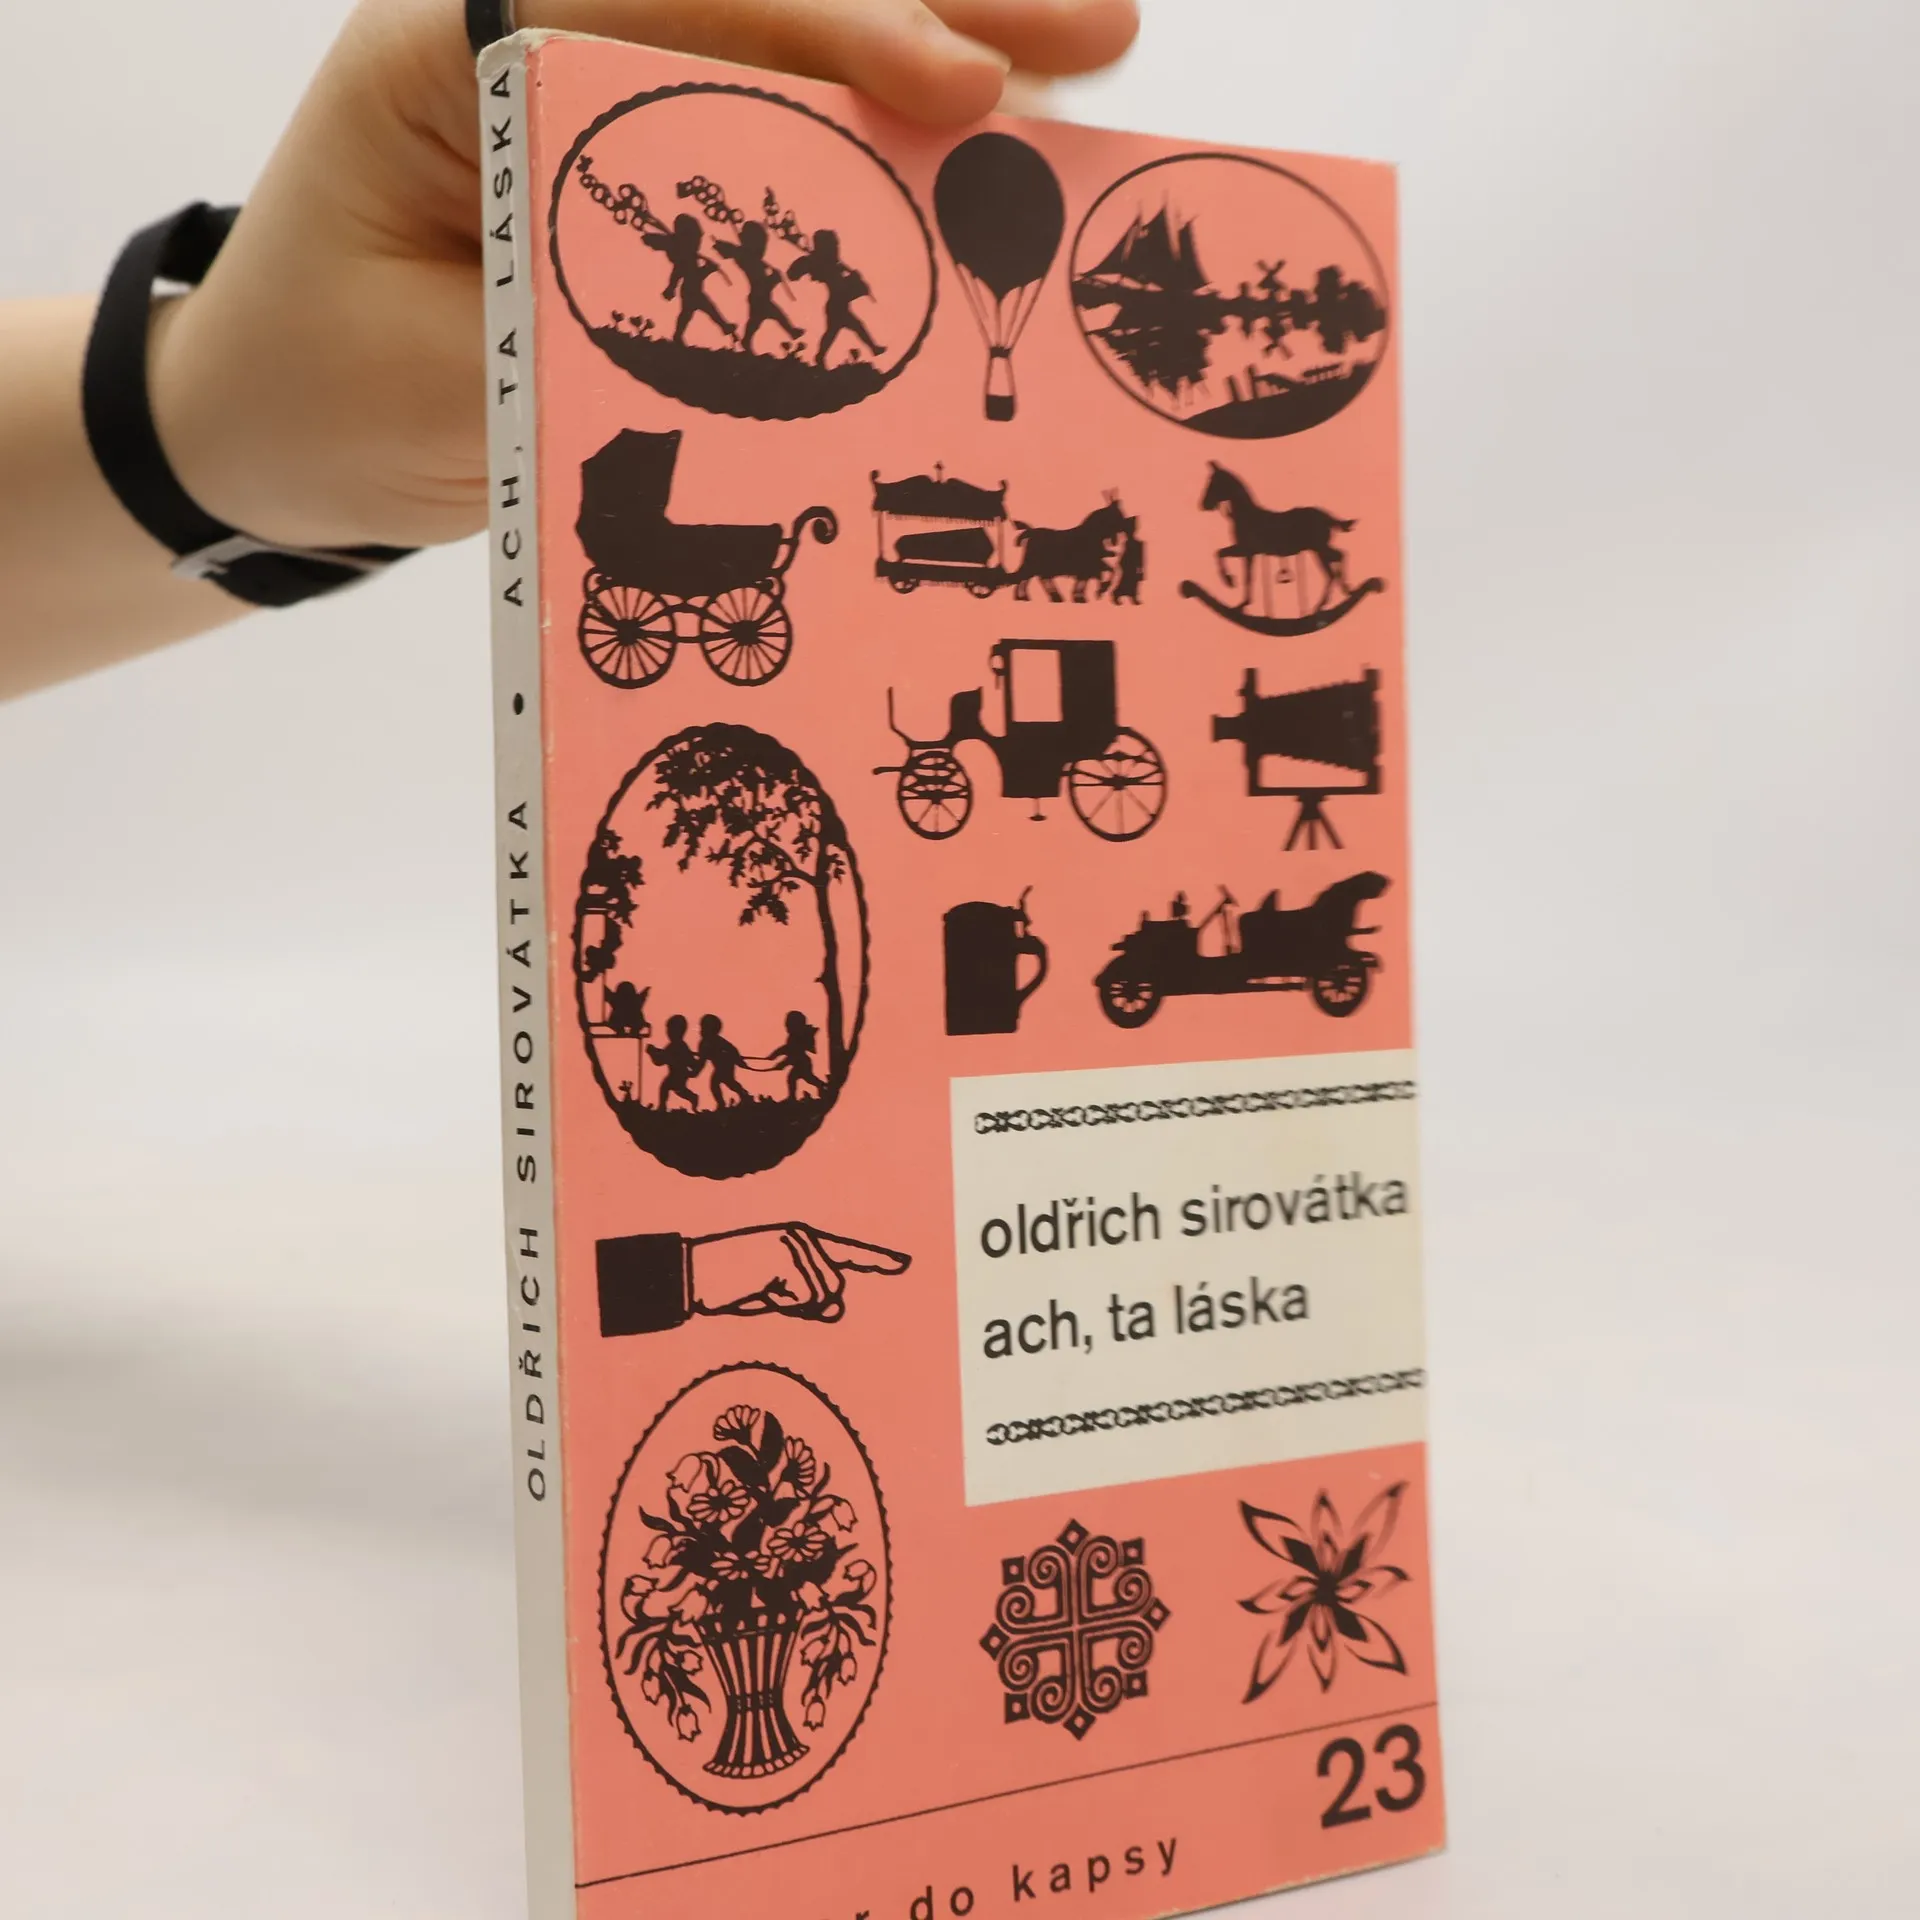 OLDŘICH SIROVÁTKA • ACH, TA LÁSKA
oldřich sirovátka
ach, ta láska
23
do kapsy